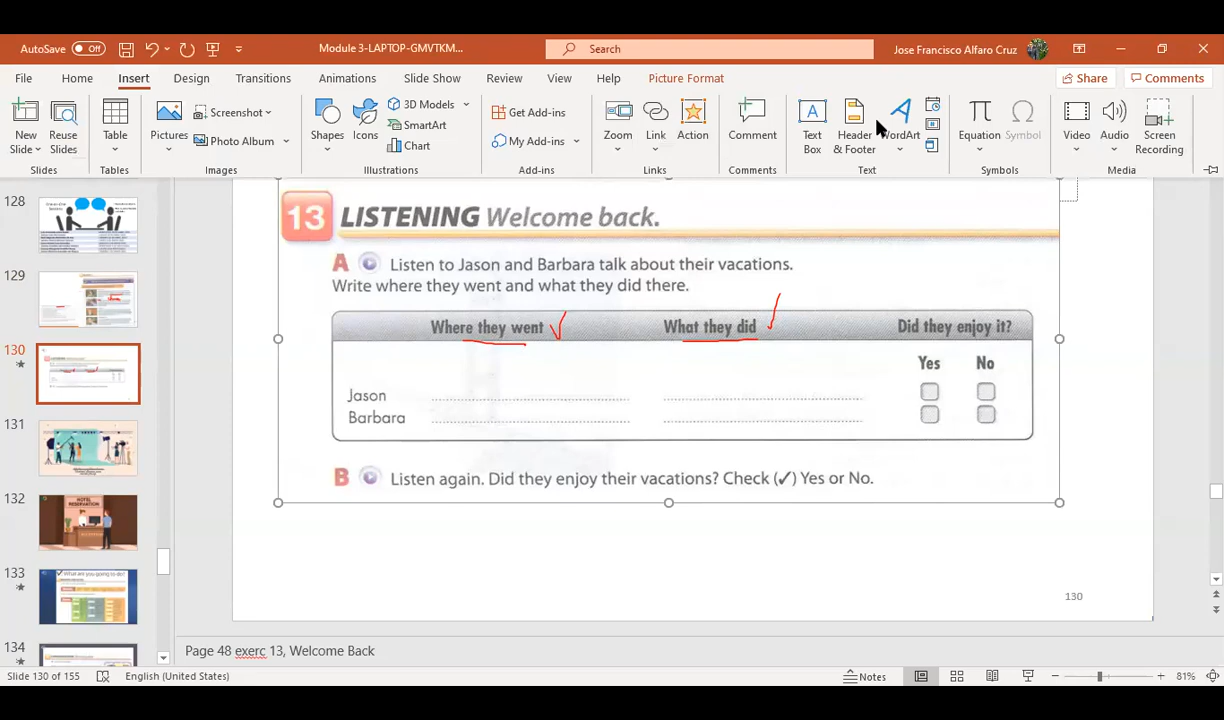 AutoSave Off Module 3-LAPTOP-GMVTKM... Search Jose Francisco Alfaro Cruz
File Home Insert Design Transitions Animations Slide Show Review View Help Picture Format Share Comments
New Slide Reuse Slides Table Pictures Screenshot Photo Album Shapes Icons 3D Models SmartArt Chart Get Add-ins My Add-ins Zoom Link Action Comment Text Box Header & Footer WordArt Equation Symbol Video Audio Screen Recording
Slides Tables Images Illustrations Add-ins Links Comments Text Symbols Media
128
129
130
131
132
HOTEL RESERVATION
133
134
13 LISTENING Welcome back.
A Listen to Jason and Barbara talk about their vacations.
Write where they went and what they did there.
Where they went What they did Did they enjoy it?
Yes No
Jason
Barbara
B Listen again. Did they enjoy their vacations? Check (✓) Yes or No.
130
Page 48 exerc 13, Welcome Back
Slide 130 of 155 English (United States) Notes 81%